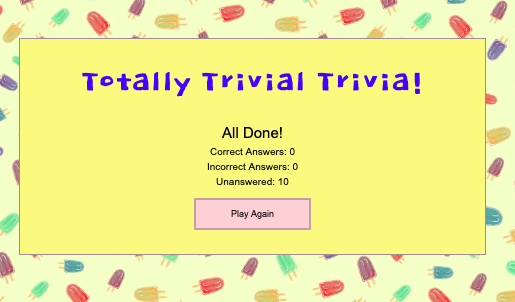 Totally Trivial Trivia!
All Done!
Correct Answers: 0
Incorrect Answers: 0
Unanswered: 10
Play Again